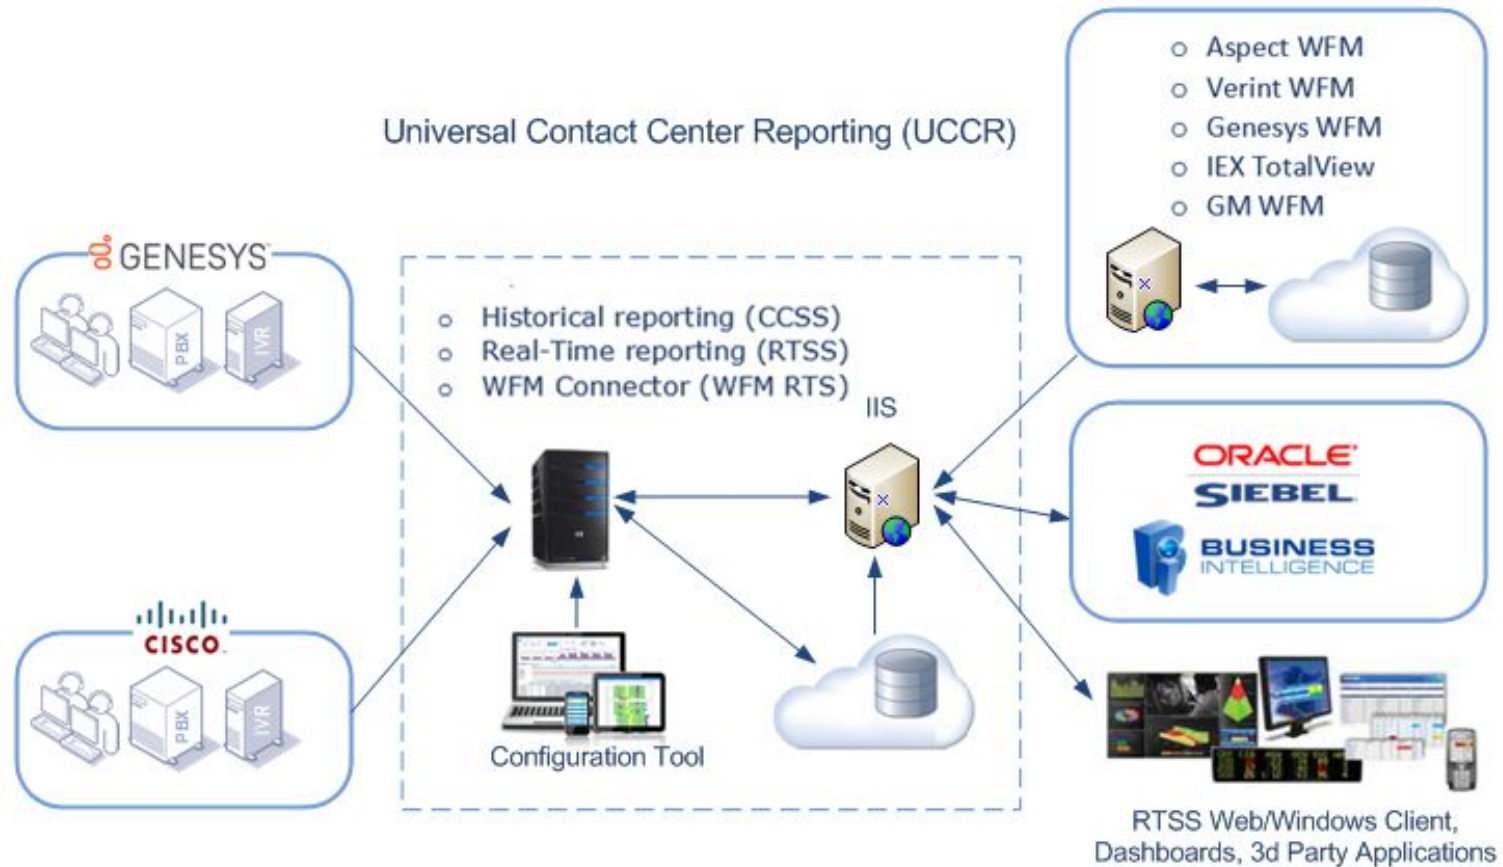 Aspect WFM
Verint WFM
Genesys WFM
IEX TotalView
GM WFM
Universal Contact Center Reporting (UCCR)
GENESYS
PBX
IVR
Historical reporting (CCSS)
Real-Time reporting (RTSS)
WFM Connector (WFM RTS)
IIS
ORACLE
SIEBEL
BUSINESS
INTELLIGENCE
CISCO
PBX
IVR
Configuration Tool
RTSS Web/Windows Client,
Dashboards, 3d Party Applications